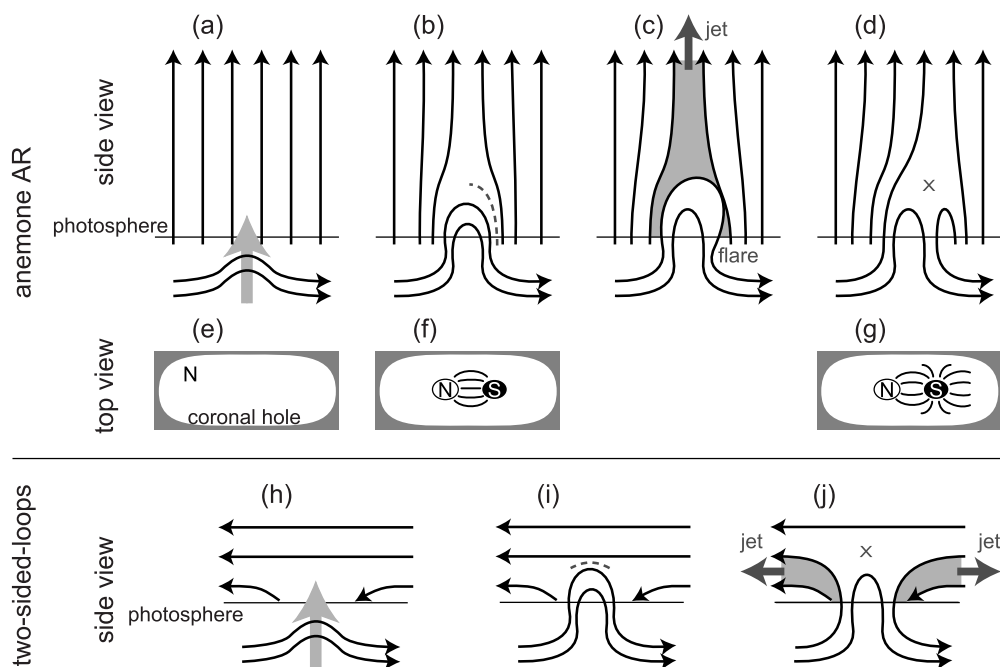 (a) (b) (c) (d)
jet
side view
anemone AR
photosphere
flare
(e) (f) (g)
top view
N
coronal hole
N S
N S
(h) (i) (j)
two-sided-loops
side view
jet × jet
photosphere